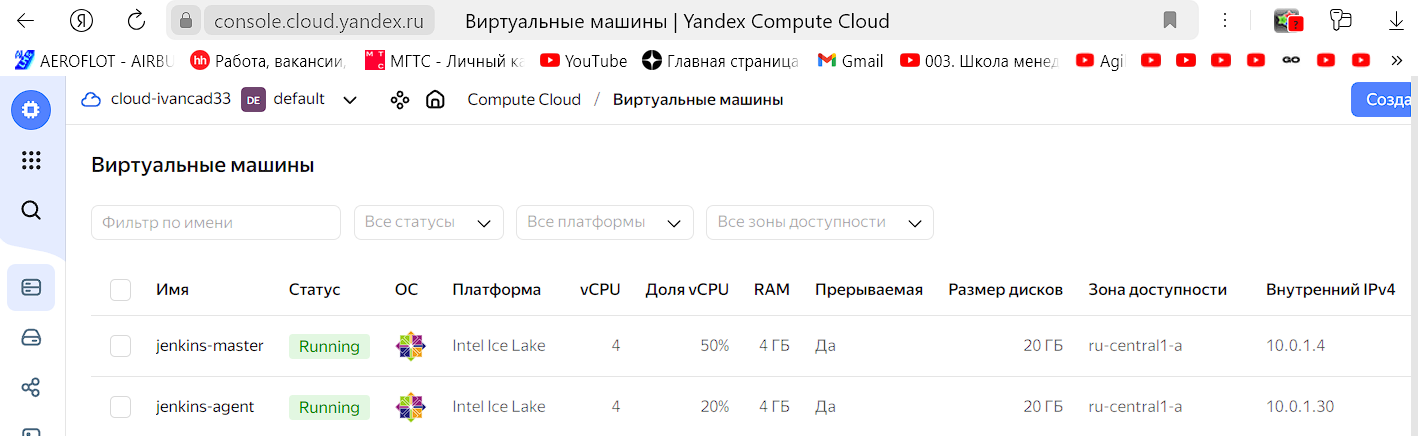 Я console.cloud.yandex.ru Виртуальные машины | Yandex Compute Cloud
AEROFLOT - AIRBU hh Работа, вакансии, МТС МГТС - Личный ка YouTube Главная страница Gmail 003. Школа менед Agil GO »
cloud-ivancad33 DE default Compute Cloud / Виртуальные машины Созда
Виртуальные машины
Фильтр по имени Все статусы Все платформы Все зоны доступности
Имя Статус ОС Платформа vCPU Доля vCPU RAM Прерываемая Размер дисков Зона доступности Внутренний IPv4
jenkins-master Running Intel Ice Lake 4 50% 4 ГБ Да 20 ГБ ru-central1-a 10.0.1.4
jenkins-agent Running Intel Ice Lake 4 20% 4 ГБ Да 20 ГБ ru-central1-a 10.0.1.30